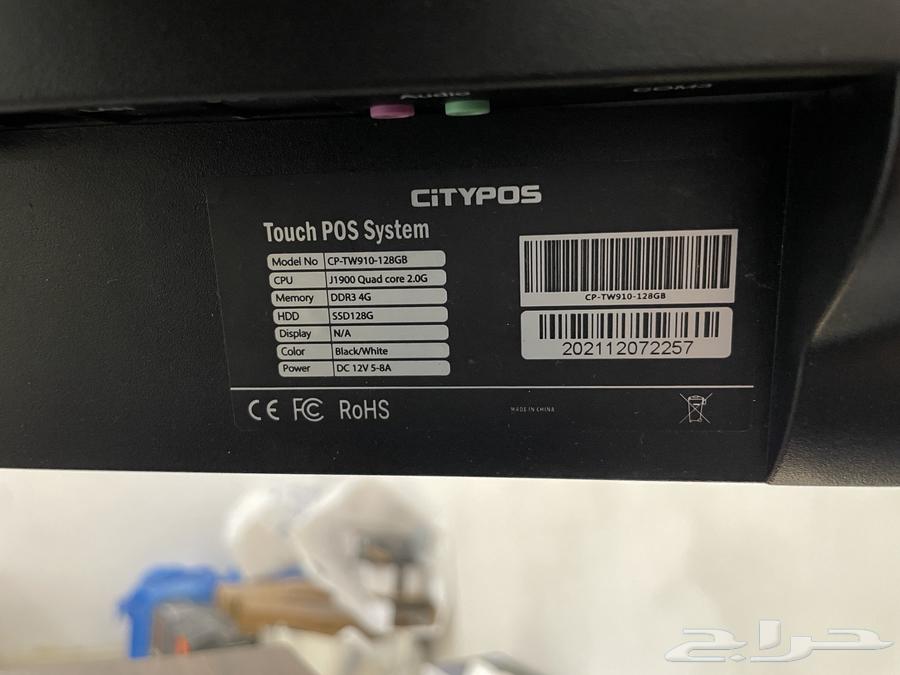 Audio
COM3
CiTYPOS
Touch POS System
Model No CP-TW910-128GB
CPU J1900 Quad core 2.0G
Memory DDR3 4G
HDD SSD128G
Display N/A
Color Black/White
Power DC 12V 5-8A
CP-TW910-128GB
202112072257
CE FC RoHS
MADE IN CHINA
حراج